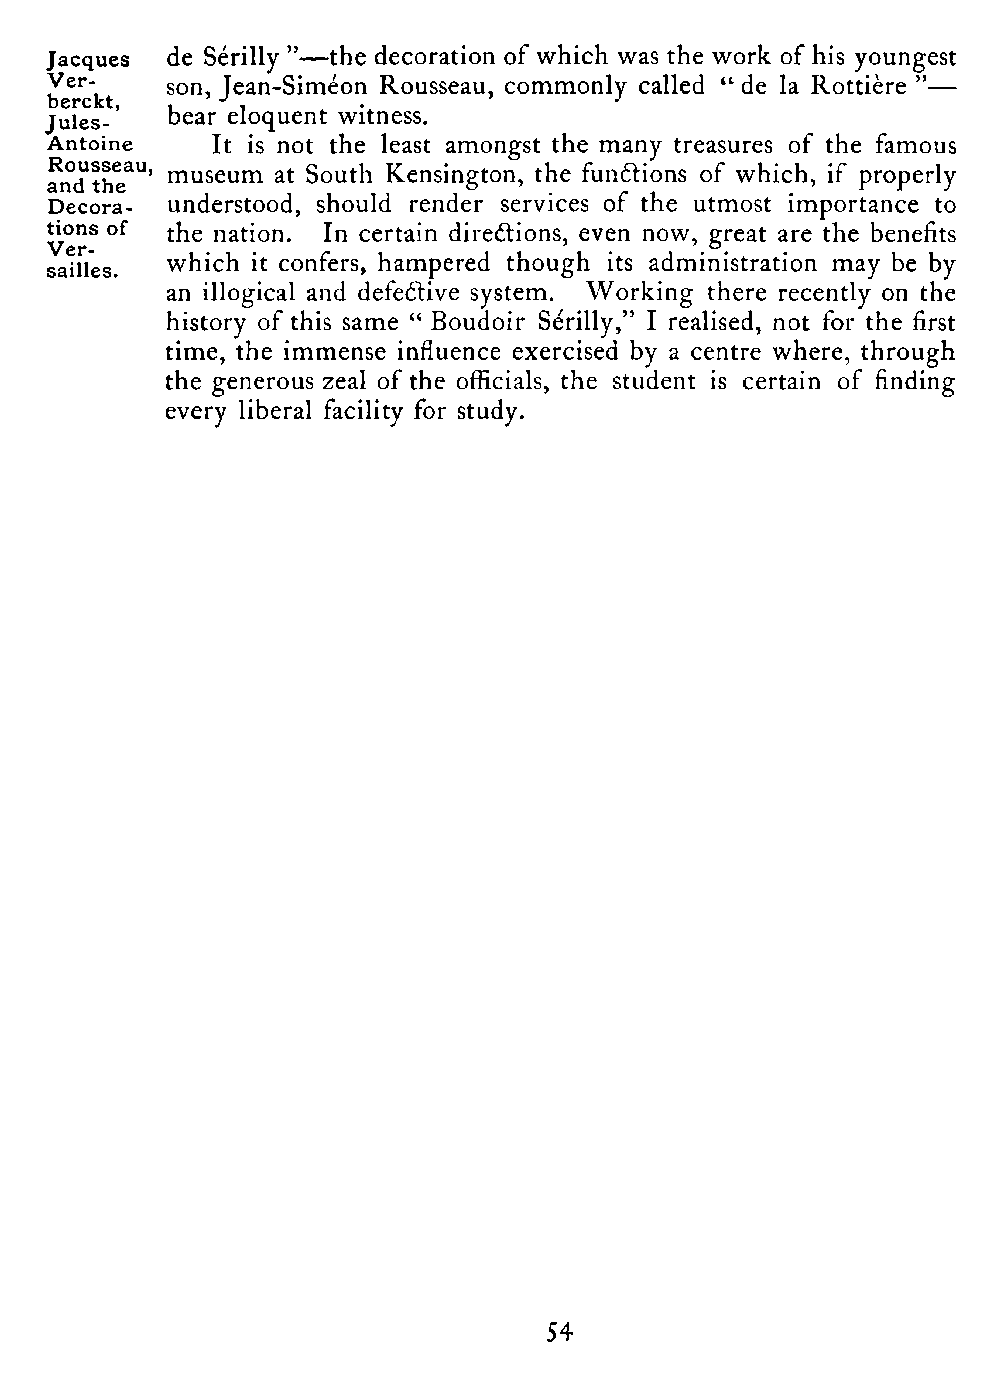 Jacques
Ver-
berckt,
Jules-
Antoine
Rousseau,
and the
Decora-
tions of
Ver-
sailles.
de Sérilly ”—the decoration of which was the work of his youngest
son, Jean-Siméon Rousseau, commonly called “ de la Rottière ”—
bear eloquent witness.
It is not the least amongst the many treasures of the famous
museum at South Kensington, the functions of which, if properly
understood, should render services of the utmost importance to
the nation. In certain directions, even now, great are the benefits
which it confers, hampered though its administration may be by
an illogical and defective system. Working there recently on the
history of this same “ Boudoir Sérilly,” I realised, not for the first
time, the immense influence exercised by a centre where, through
the generous zeal of the officials, the student is certain of finding
every liberal facility for study.
54